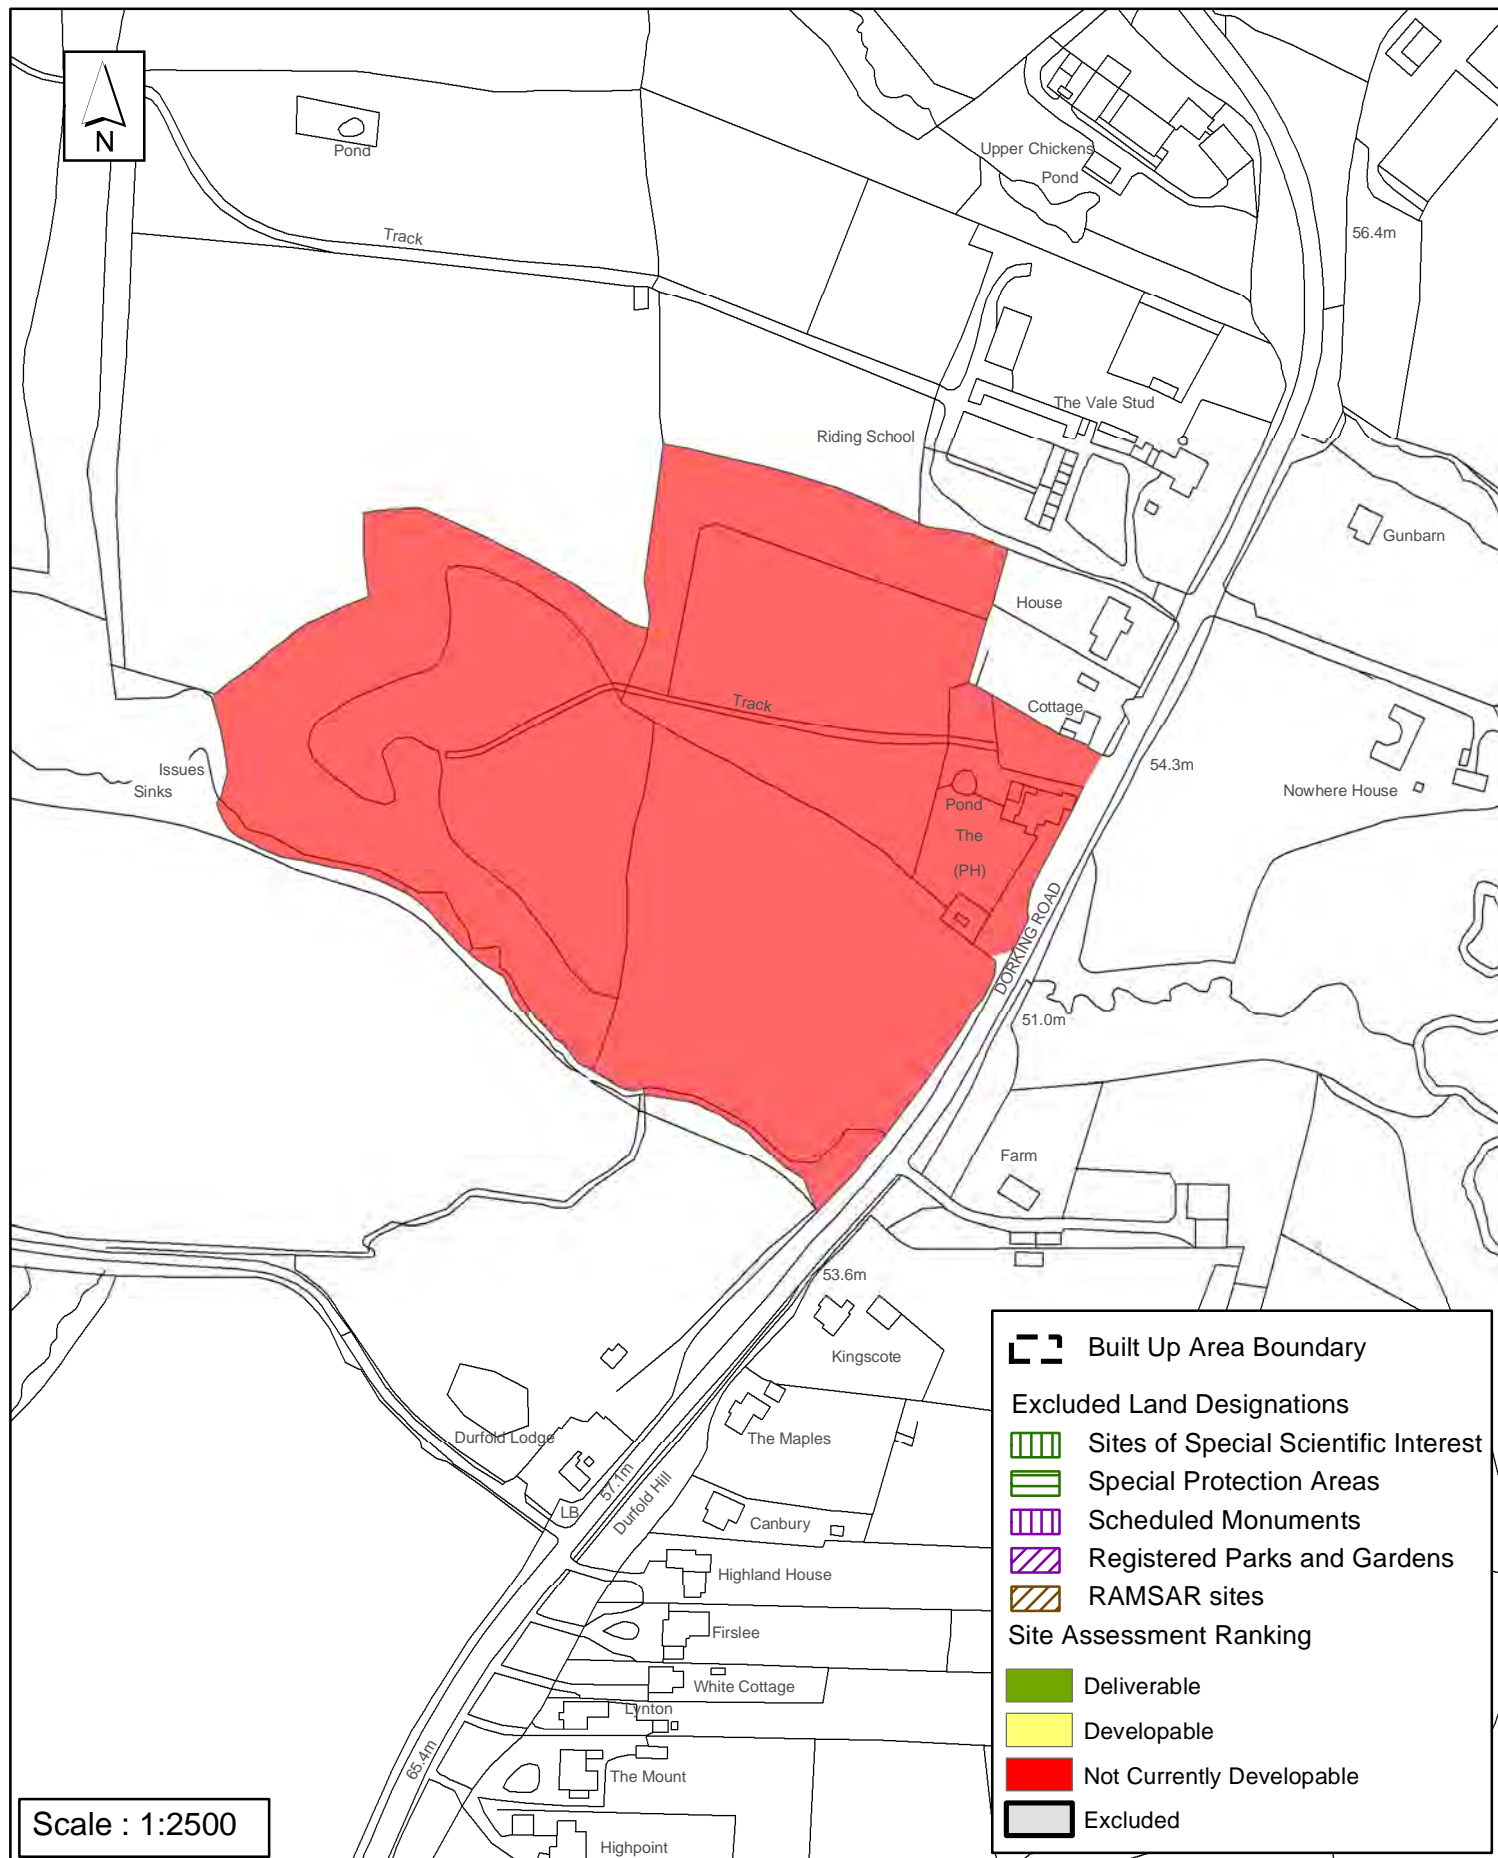 N
Pond
Upper Chickens
Pond
56.4m
Track
The Vale Stud
Riding School
Gunbarn
House
Track
Cottage
54.3m
Issues
Sinks
Nowhere House
Pond
The
(PH)
DORKING ROAD
51.0m
Farm
53.6m
Kingscote
Durfold Lodge
The Maples
57.1m
Durfold Hill
LB
Canbury
Highland House
Firslee
White Cottage
Lynton
65.4m
The Mount
Highpoint
Scale : 1:2500
Built Up Area Boundary
Excluded Land Designations
Sites of Special Scientific Interest
Special Protection Areas
Scheduled Monuments
Registered Parks and Gardens
RAMSAR sites
Site Assessment Ranking
Deliverable
Developable
Not Currently Developable
Excluded